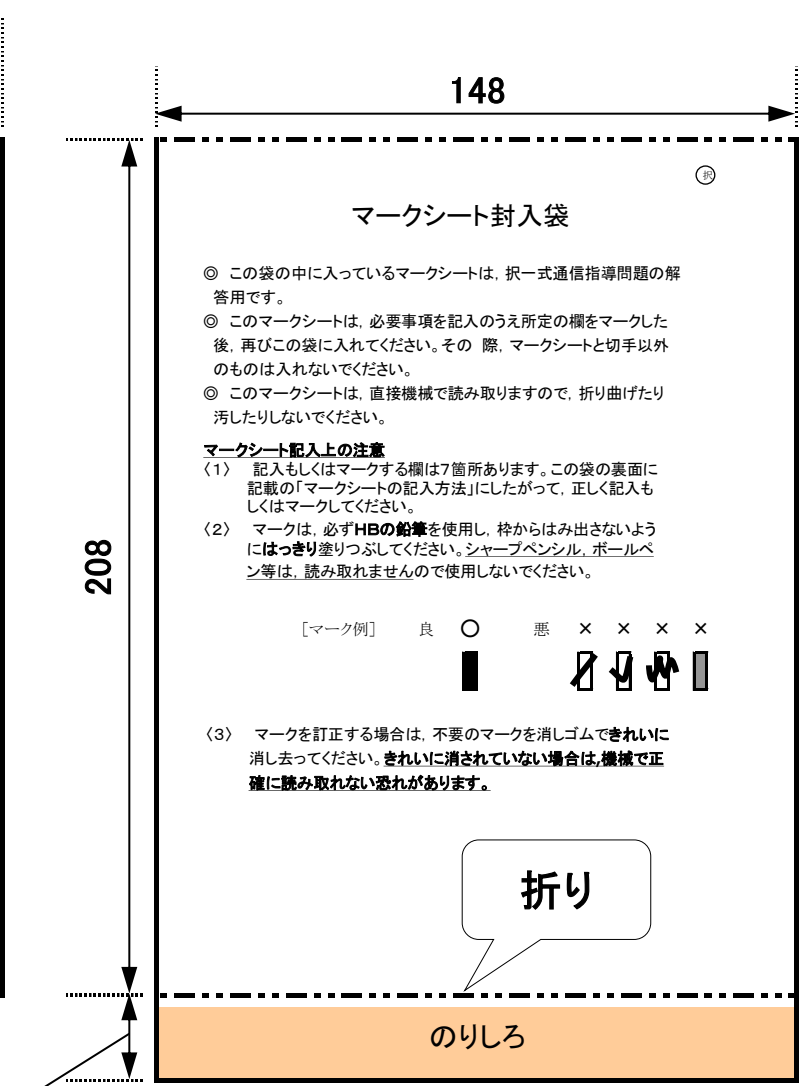 148
択
マークシート封入袋
◎ この袋の中に入っているマークシートは，択一式通信指導問題の解
答用です。
◎ このマークシートは，必要事項を記入のうえ所定の欄をマークした
後，再びこの袋に入れてください。その 際，マークシートと切手以外
のものは入れないでください。
◎ このマークシートは，直接機械で読み取りますので，折り曲げたり
汚したりしないでください。
マークシート記入上の注意
〈1〉 記入もしくはマークする欄は7箇所あります。この袋の裏面に
記載の「マークシートの記入方法」にしたがって，正しく記入も
しくはマークしてください。
〈2〉 マークは，必ずHBの鉛筆を使用し，枠からはみ出さないよう
にはっきり塗りつぶしてください。シャープペンシル，ボールペ
ン等は，読み取れませんので使用しないでください。
208
［マーク例］ 良 ○ 悪 × × × ×
〈3〉 マークを訂正する場合は，不要のマークを消しゴムできれいに
消し去ってください。きれいに消されていない場合は,機械で正
確に読み取れない恐れがあります。
折り
のりしろ